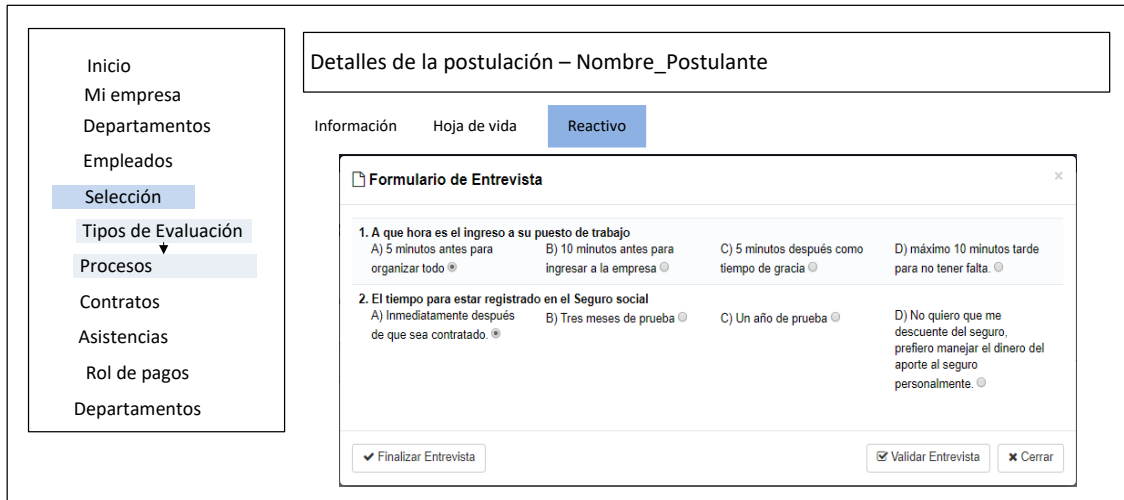 Inicio
Mi empresa
Departamentos
Empleados
Selección
Tipos de Evaluación
Procesos
Contratos
Asistencias
Rol de pagos
Departamentos
Detalles de la postulación – Nombre_Postulante
Información Hoja de vida Reactivo
Formulario de Entrevista ×
1. A que hora es el ingreso a su puesto de trabajo
A) 5 minutos antes para
organizar todo
B) 10 minutos antes para
ingresar a la empresa
C) 5 minutos después como
tiempo de gracia
D) máximo 10 minutos tarde
para no tener falta.
2. El tiempo para estar registrado en el Seguro social
A) Inmediatamente después
de que sea contratado.
B) Tres meses de prueba
C) Un año de prueba
D) No quiero que me
descuente del seguro,
prefiero manejar el dinero del
aporte al seguro
personalmente.
Finalizar Entrevista Validar Entrevista Cerrar